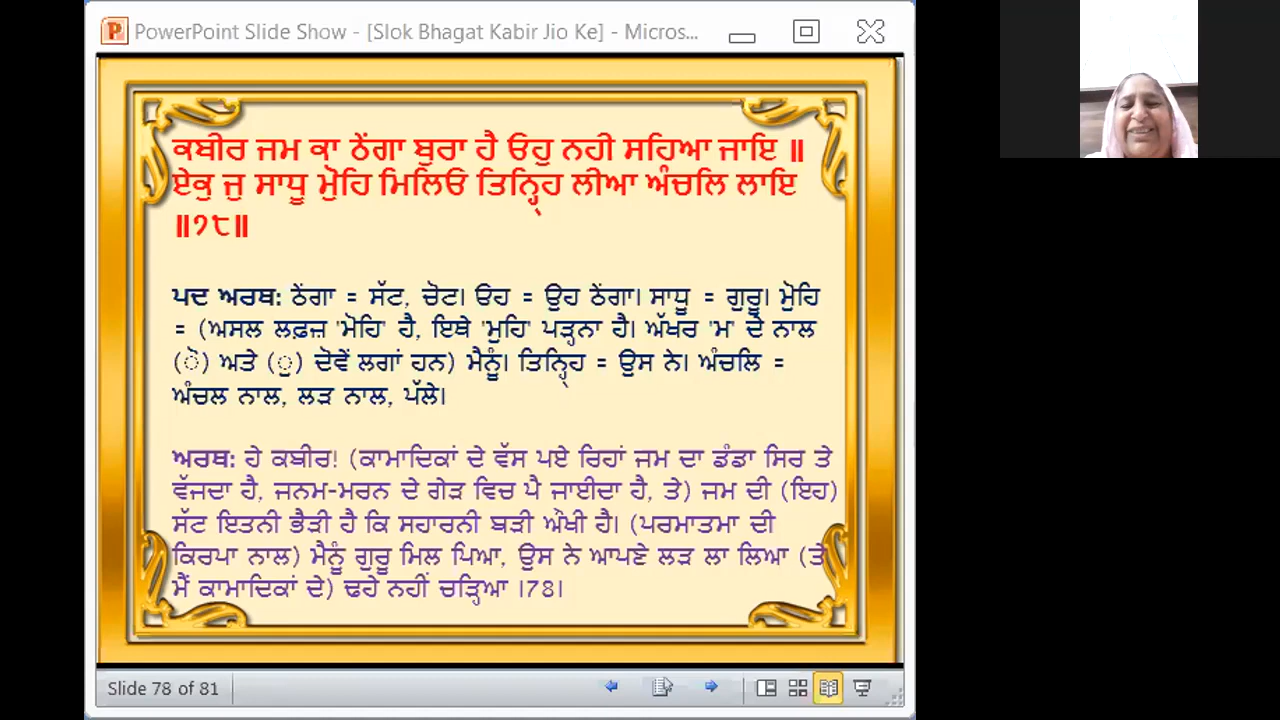 PowerPoint Slide Show - [Slok Bhagat Kabir Jio Ke] - Micros...
ਕਬੀਰ ਜਮ ਕਾ ਠੇਂਗਾ ਬੁਰਾ ਹੈ ਓਹੁ ਨਹੀ ਸਹਿਆ ਜਾਇ ॥
ਏਕੁ ਜੁ ਸਾਧੂ ਮੋੁਹਿ ਮਿਲਿਓ ਤਿਨ੍ਹ੍ਹਿ ਲੀਆ ਅੰਚਲਿ ਲਾਇ
॥੭੮॥
ਪਦ ਅਰਥ: ਠੇਂਗਾ = ਸੱਟ, ਚੋਟ। ਓਹ = ਉਹ ਠੇਂਗਾ। ਸਾਧੂ = ਗੁਰੂ। ਮੋੁਹਿ
= (ਅਸਲ ਲਫ਼ਜ਼ 'ਮੋਹਿ' ਹੈ, ਇਥੇ 'ਮੁਹਿ' ਪੜ੍ਹਨਾ ਹੈ। ਅੱਖਰ 'ਮ' ਦੇ ਨਾਲ
(ੋ) ਅਤੇ (ੁ) ਦੋਵੇਂ ਲਗਾਂ ਹਨ) ਮੈਨੂੰ। ਤਿਨ੍ਹ੍ਹਿ = ਉਸ ਨੇ। ਅੰਚਲਿ =
ਅੰਚਲ ਨਾਲ, ਲੜ ਨਾਲ, ਪੱਲੇ।
ਅਰਥ: ਹੇ ਕਬੀਰ! (ਕਾਮਾਦਿਕਾਂ ਦੇ ਵੱਸ ਪਏ ਰਿਹਾਂ ਜਮ ਦਾ ਡੰਡਾ ਸਿਰ ਤੇ
ਵੱਜਦਾ ਹੈ, ਜਨਮ-ਮਰਨ ਦੇ ਗੇੜ ਵਿਚ ਪੈ ਜਾਈਦਾ ਹੈ, ਤੇ) ਜਮ ਦੀ (ਇਹ)
ਸੱਟ ਇਤਨੀ ਭੈੜੀ ਹੈ ਕਿ ਸਹਾਰਨੀ ਬੜੀ ਔਖੀ ਹੈ। (ਪਰਮਾਤਮਾ ਦੀ
ਕਿਰਪਾ ਨਾਲ) ਮੈਨੂੰ ਗੁਰੂ ਮਿਲ ਪਿਆ, ਉਸ ਨੇ ਆਪਣੇ ਲੜ ਲਾ ਲਿਆ (ਤੇ
ਮੈਂ ਕਾਮਾਦਿਕਾਂ ਦੇ) ਢਹੇ ਨਹੀਂ ਚੜ੍ਹਿਆ ।78।
Slide 78 of 81